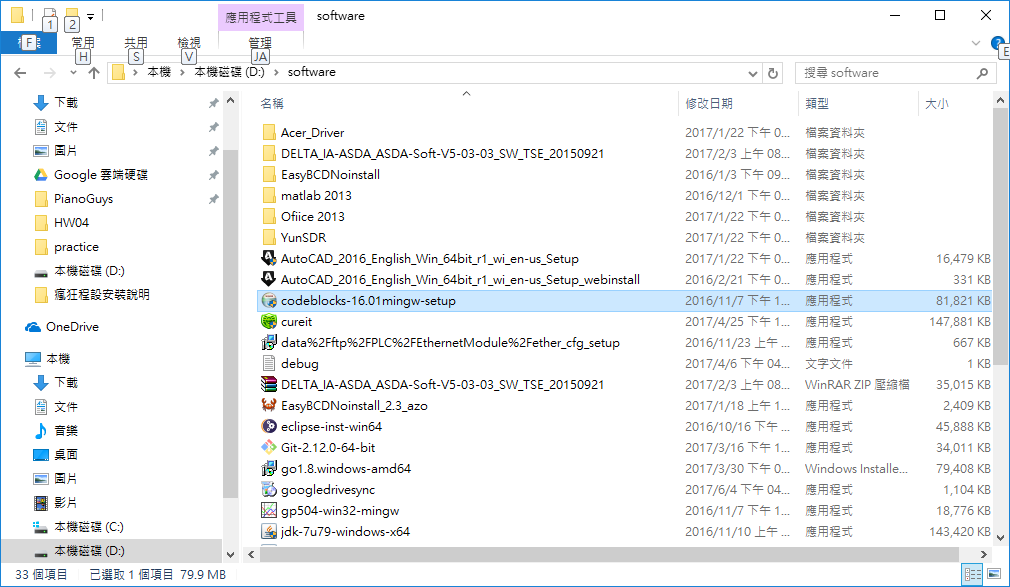 1 2 應用程式工具 software
F 常用 共用 檢視 管理
H S V JA E
本機 本機磁碟 (D:) software 搜尋 software
名稱 修改日期 類型 大小
下載
文件
圖片
Google 雲端硬碟
PianoGuys
HW04
practice
本機磁碟 (D:)
瘋狂程設安裝說明
OneDrive
本機
下載
文件
音樂
桌面
圖片
影片
本機磁碟 (C:)
本機磁碟 (D:)
Acer_Driver 2017/1/22 下午 0... 檔案資料夾
DELTA_IA-ASDA_ASDA-Soft-V5-03-03_SW_TSE_20150921 2017/2/3 上午 08... 檔案資料夾
EasyBCDNoinstall 2016/1/3 下午 09... 檔案資料夾
matlab 2013 2016/12/1 下午 0... 檔案資料夾
Ofiice 2013 2017/1/22 下午 0... 檔案資料夾
YunSDR 2017/1/22 下午 0... 檔案資料夾
AutoCAD_2016_English_Win_64bit_r1_wi_en-us_Setup 2017/1/22 下午 0... 應用程式 16,479 KB
AutoCAD_2016_English_Win_64bit_r1_wi_en-us_Setup_webinstall 2016/2/21 下午 0... 應用程式 331 KB
codeblocks-16.01mingw-setup 2016/11/7 下午 1... 應用程式 81,821 KB
cureit 2017/4/25 下午 1... 應用程式 147,881 KB
data%2Fftp%2FPLC%2FEthernetModule%2Fether_cfg_setup 2016/11/23 上午 ... 應用程式 667 KB
debug 2017/4/6 下午 04... 文字文件 1 KB
DELTA_IA-ASDA_ASDA-Soft-V5-03-03_SW_TSE_20150921 2017/2/3 上午 08... WinRAR ZIP 壓縮檔 35,015 KB
EasyBCDNoinstall_2.3_azo 2017/1/18 上午 1... 應用程式 2,409 KB
eclipse-inst-win64 2016/10/16 下午 ... 應用程式 45,888 KB
Git-2.12.0-64-bit 2017/3/16 下午 1... 應用程式 34,011 KB
go1.8.windows-amd64 2017/3/30 下午 0... Windows Installe... 79,408 KB
googledrivesync 2017/6/4 下午 04... 應用程式 1,104 KB
gp504-win32-mingw 2016/11/7 下午 1... 應用程式 18,776 KB
jdk-7u79-windows-x64 2016/11/10 上午 ... 應用程式 143,420 KB
33 個項目 已選取 1 個項目 79.9 MB